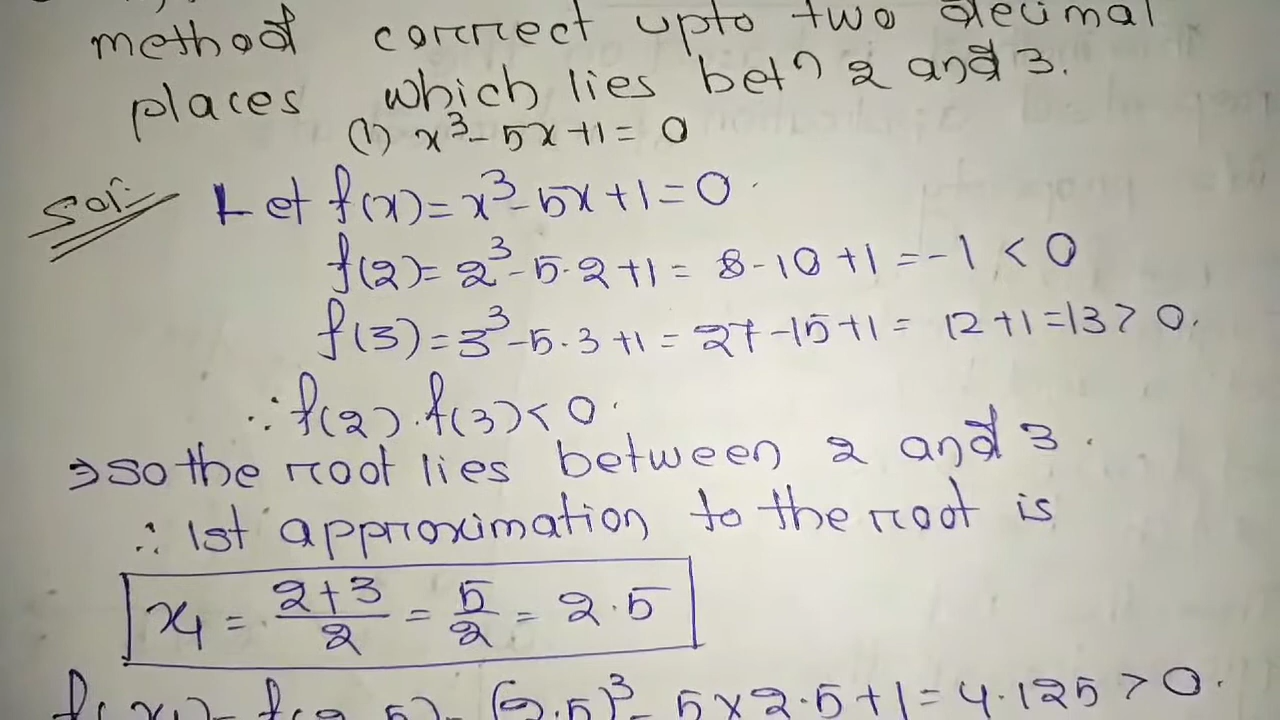 method correct upto two decimal
places which lies betⁿ 2 and 3.
(1) x³-5x+1=0
Sol:- Let f(x)=x³-5x+1=0.
f(2)=2³-5·2+1=8-10+1=-1<0
f(3)=3³-5·3+1=27-15+1=12+1=13>0.
∵ f(2).f(3)<0.
⇒ so the root lies between 2 and 3.
∴ 1st approximation to the root is
x₁ = (2+3)/2 = 5/2 = 2.5
f(x₁)=f(2.5)=(2.5)³-5×2.5+1=4.125>0.